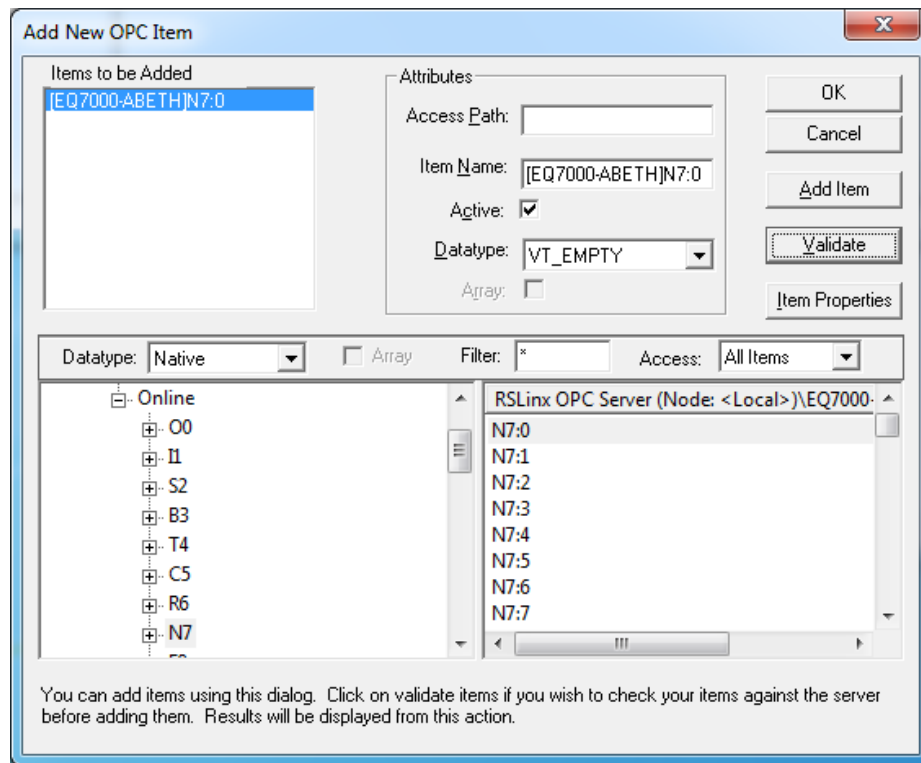 Add New OPC Item
Items to be Added
[EQ7000-ABETH]N7:0
Attributes
Access Path:
Item Name: [EQ7000-ABETH]N7:0
Active:
Datatype: VT_EMPTY
Array:
OK
Cancel
Add Item
Validate
Item Properties
Datatype: Native Array Filter: * Access: All Items
Online
O0
I1
S2
B3
T4
C5
R6
N7
RSLinx OPC Server (Node: <Local>)\EQ7000-
N7:0
N7:1
N7:2
N7:3
N7:4
N7:5
N7:6
N7:7
You can add items using this dialog. Click on validate items if you wish to check your items against the server
before adding them. Results will be displayed from this action.